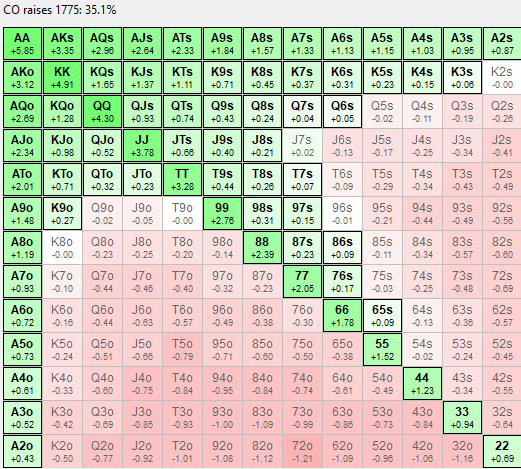 CO raises 1775: 35.1%
AA AKs AQs AJs ATs A9s A8s A7s A6s A5s A4s A3s A2s
+5.85 +3.35 +2.96 +2.64 +2.33 +1.84 +1.57 +1.33 +1.13 +1.15 +1.03 +0.95 +0.87
AKo KK KQs KJs KTs K9s K8s K7s K6s K5s K4s K3s K2s
+3.12 +4.91 +1.65 +1.37 +1.11 +0.71 +0.45 +0.37 +0.31 +0.23 +0.15 +0.06 -0.00
AQo KQo QQ QJs QTs Q9s Q8s Q7s Q6s Q5s Q4s Q3s Q2s
+2.69 +1.28 +4.30 +0.93 +0.74 +0.43 +0.24 +0.04 +0.05 -0.02 -0.11 -0.19 -0.26
AJo KJo QJo JJ JTs J9s J8s J7s J6s J5s J4s J3s J2s
+2.34 +0.98 +0.52 +3.78 +0.66 +0.40 +0.21 +0.02 -0.13 -0.17 -0.25 -0.34 -0.41
ATo KTo QTo JTo TT T9s T8s T7s T6s T5s T4s T3s T2s
+2.01 +0.71 +0.32 +0.23 +3.28 +0.44 +0.26 +0.07 -0.09 -0.29 -0.34 -0.43 -0.49
A9o K9o Q9o J9o T9o 99 98s 97s 96s 95s 94s 93s 92s
+1.48 +0.27 -0.02 -0.05 -0.00 +2.76 +0.31 +0.15 -0.01 -0.21 -0.44 -0.49 -0.56
A8o K8o Q8o J8o T8o 98o 88 87s 86s 85s 84s 83s 82s
+1.19 -0.00 -0.23 -0.25 -0.20 -0.14 +2.39 +0.23 +0.09 -0.11 -0.34 -0.57 -0.60
A7o K7o Q7o J7o T7o 97o 87o 77 76s 75s 74s 73s 72s
+0.93 -0.10 -0.44 -0.46 -0.40 -0.32 -0.23 +2.05 +0.17 -0.03 -0.25 -0.48 -0.69
A6o K6o Q6o J6o T6o 96o 86o 76o 66 65s 64s 63s 62s
+0.72 -0.16 -0.44 -0.63 -0.57 -0.49 -0.38 -0.30 +1.78 +0.09 -0.13 -0.36 -0.57
A5o K5o Q5o J5o T5o 95o 85o 75o 65o 55 54s 53s 52s
+0.73 -0.24 -0.51 -0.66 -0.79 -0.71 -0.60 -0.50 -0.38 +1.52 -0.02 -0.24 -0.45
A4o K4o Q4o J4o T4o 94o 84o 74o 64o 54o 44 43s 42s
+0.61 -0.33 -0.60 -0.75 -0.84 -0.95 -0.84 -0.74 -0.61 -0.49 +1.23 -0.34 -0.55
A3o K3o Q3o J3o T3o 93o 83o 73o 63o 53o 43o 33 32s
+0.52 -0.42 -0.69 -0.85 -0.93 -1.00 -1.09 -0.99 -0.86 -0.73 -0.84 +0.94 -0.64
A2o K2o Q2o J2o T2o 92o 82o 72o 62o 52o 42o 32o 22
+0.43 -0.50 -0.77 -0.92 -1.01 -1.08 -1.12 -1.21 -1.09 -0.96 -1.06 -1.16 +0.69